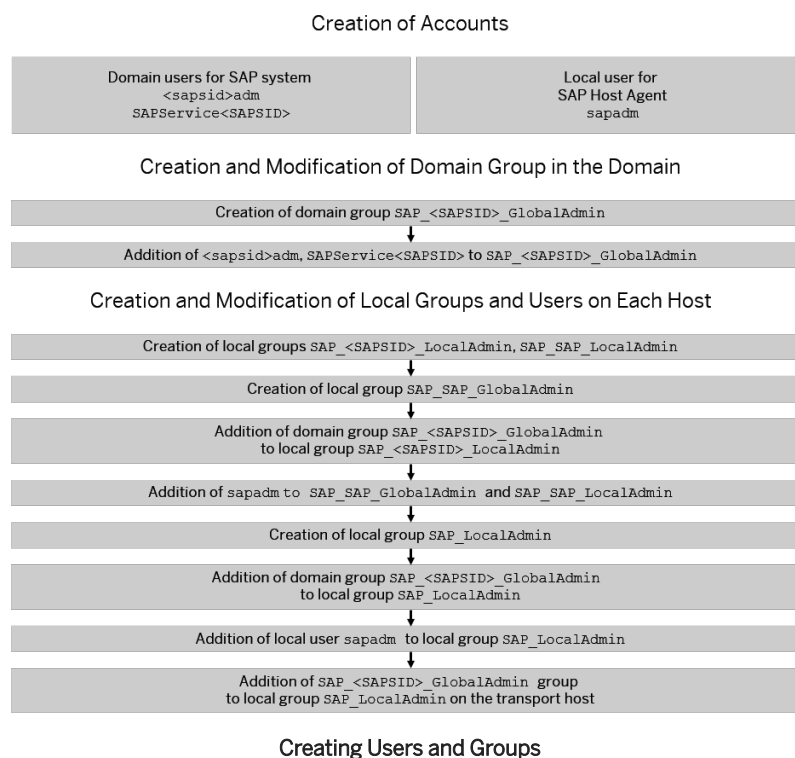 Creation of Accounts
Domain users for SAP system
<sapsid>adm
SAPService<SAPSID>
Local user for
SAP Host Agent
sapadm
Creation and Modification of Domain Group in the Domain
Creation of domain group SAP_<SAPSID>_GlobalAdmin
Addition of <sapsid>adm, SAPService<SAPSID> to SAP_<SAPSID>_GlobalAdmin
Creation and Modification of Local Groups and Users on Each Host
Creation of local groups SAP_<SAPSID>_LocalAdmin, SAP_SAP_LocalAdmin
Creation of local group SAP_SAP_GlobalAdmin
Addition of domain group SAP_<SAPSID>_GlobalAdmin
to local group SAP_<SAPSID>_LocalAdmin
Addition of sapadm to SAP_SAP_GlobalAdmin and SAP_SAP_LocalAdmin
Creation of local group SAP_LocalAdmin
Addition of domain group SAP_<SAPSID>_GlobalAdmin
to local group SAP_LocalAdmin
Addition of local user sapadm to local group SAP_LocalAdmin
Addition of SAP_<SAPSID>_GlobalAdmin group
to local group SAP_LocalAdmin on the transport host
Creating Users and Groups